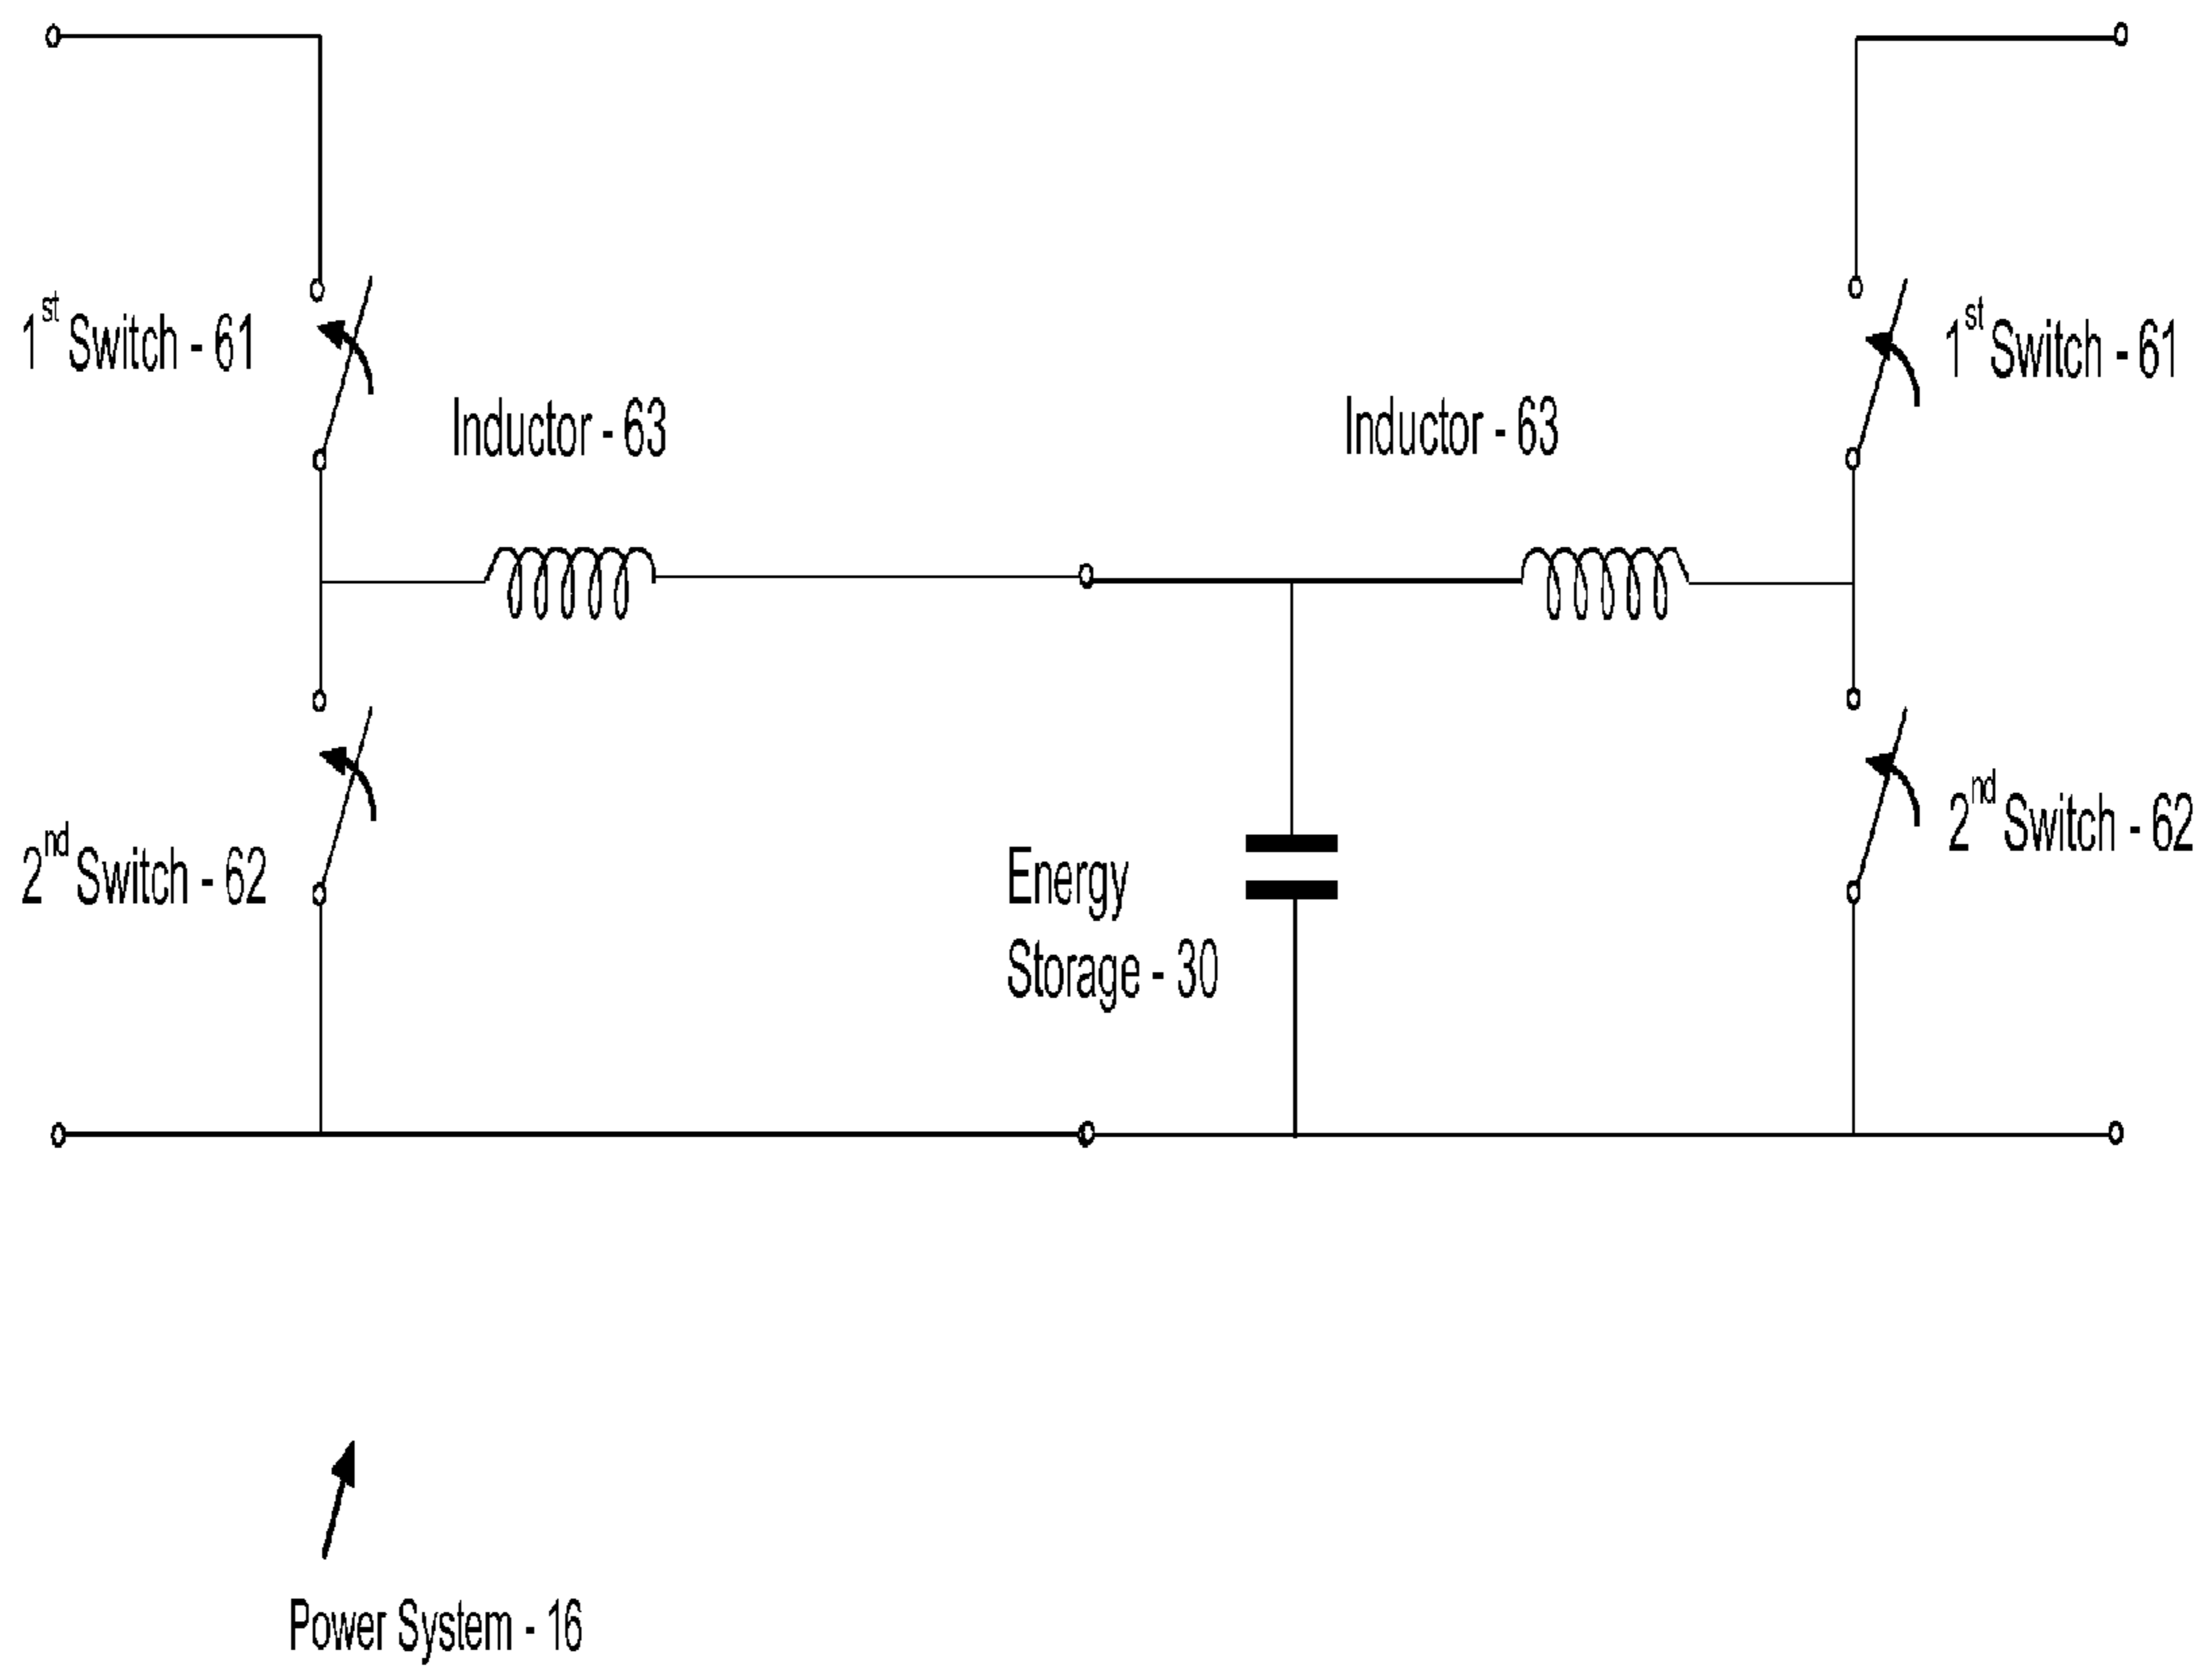 1st Switch - 61
1st Switch - 61
Inductor - 63
Inductor - 63
2nd Switch - 62
2nd Switch - 62
Energy
Storage - 30
Power System - 16